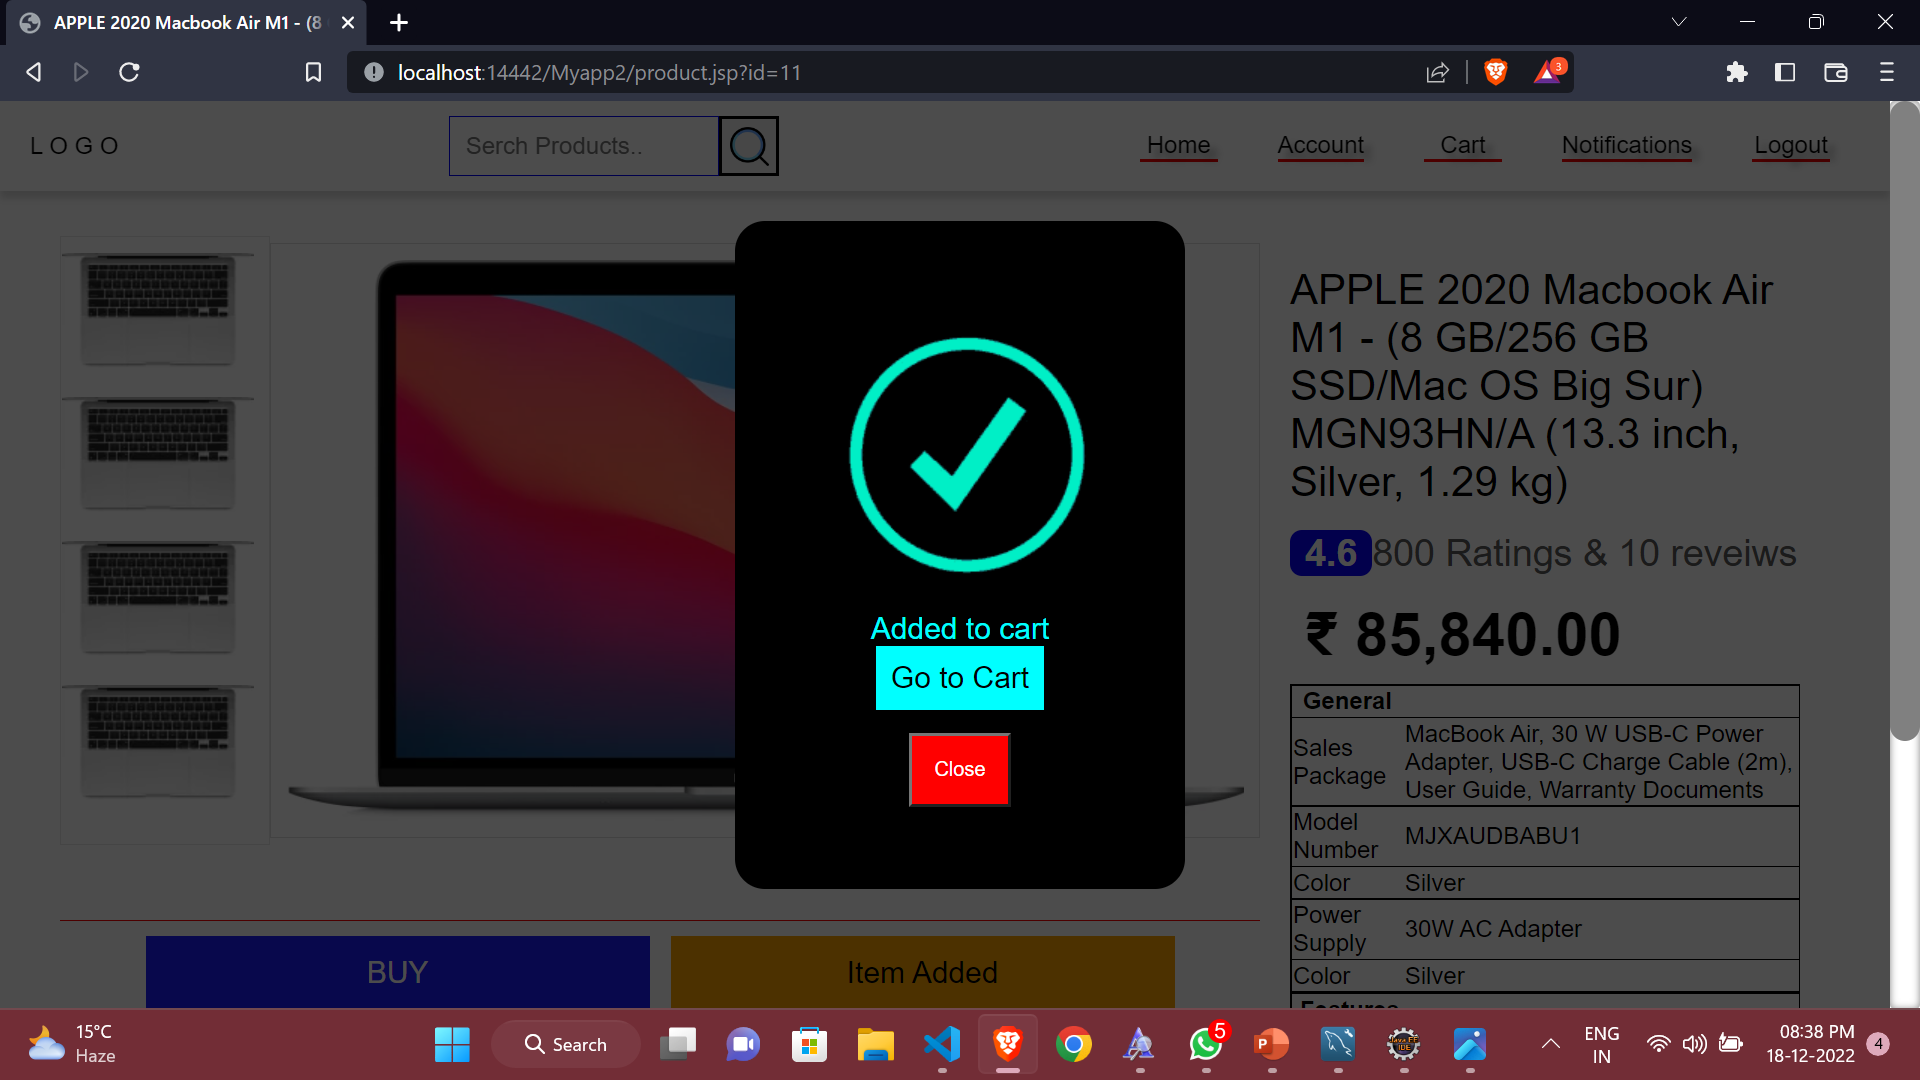 APPLE 2020 Macbook Air M1 - (8
localhost:14442/Myapp2/product.jsp?id=11
3
LOGO
Serch Products..
Home
Account
Cart
Notifications
Logout
APPLE 2020 Macbook Air
M1 - (8 GB/256 GB
SSD/Mac OS Big Sur)
MGN93HN/A (13.3 inch,
Silver, 1.29 kg)
4.6 800 Ratings & 10 reveiws
₹ 85,840.00
Added to cart
Go to Cart
Close
General
Sales Package
MacBook Air, 30 W USB-C Power
Adapter, USB-C Charge Cable (2m),
User Guide, Warranty Documents
Model Number
MJXAUDBABU1
Color Silver
Power Supply
30W AC Adapter
Color Silver
Features
BUY
Item Added
15°C
Haze
Search
5
P
Java EE
IDE
ENG
IN
08:38 PM
18-12-2022
4